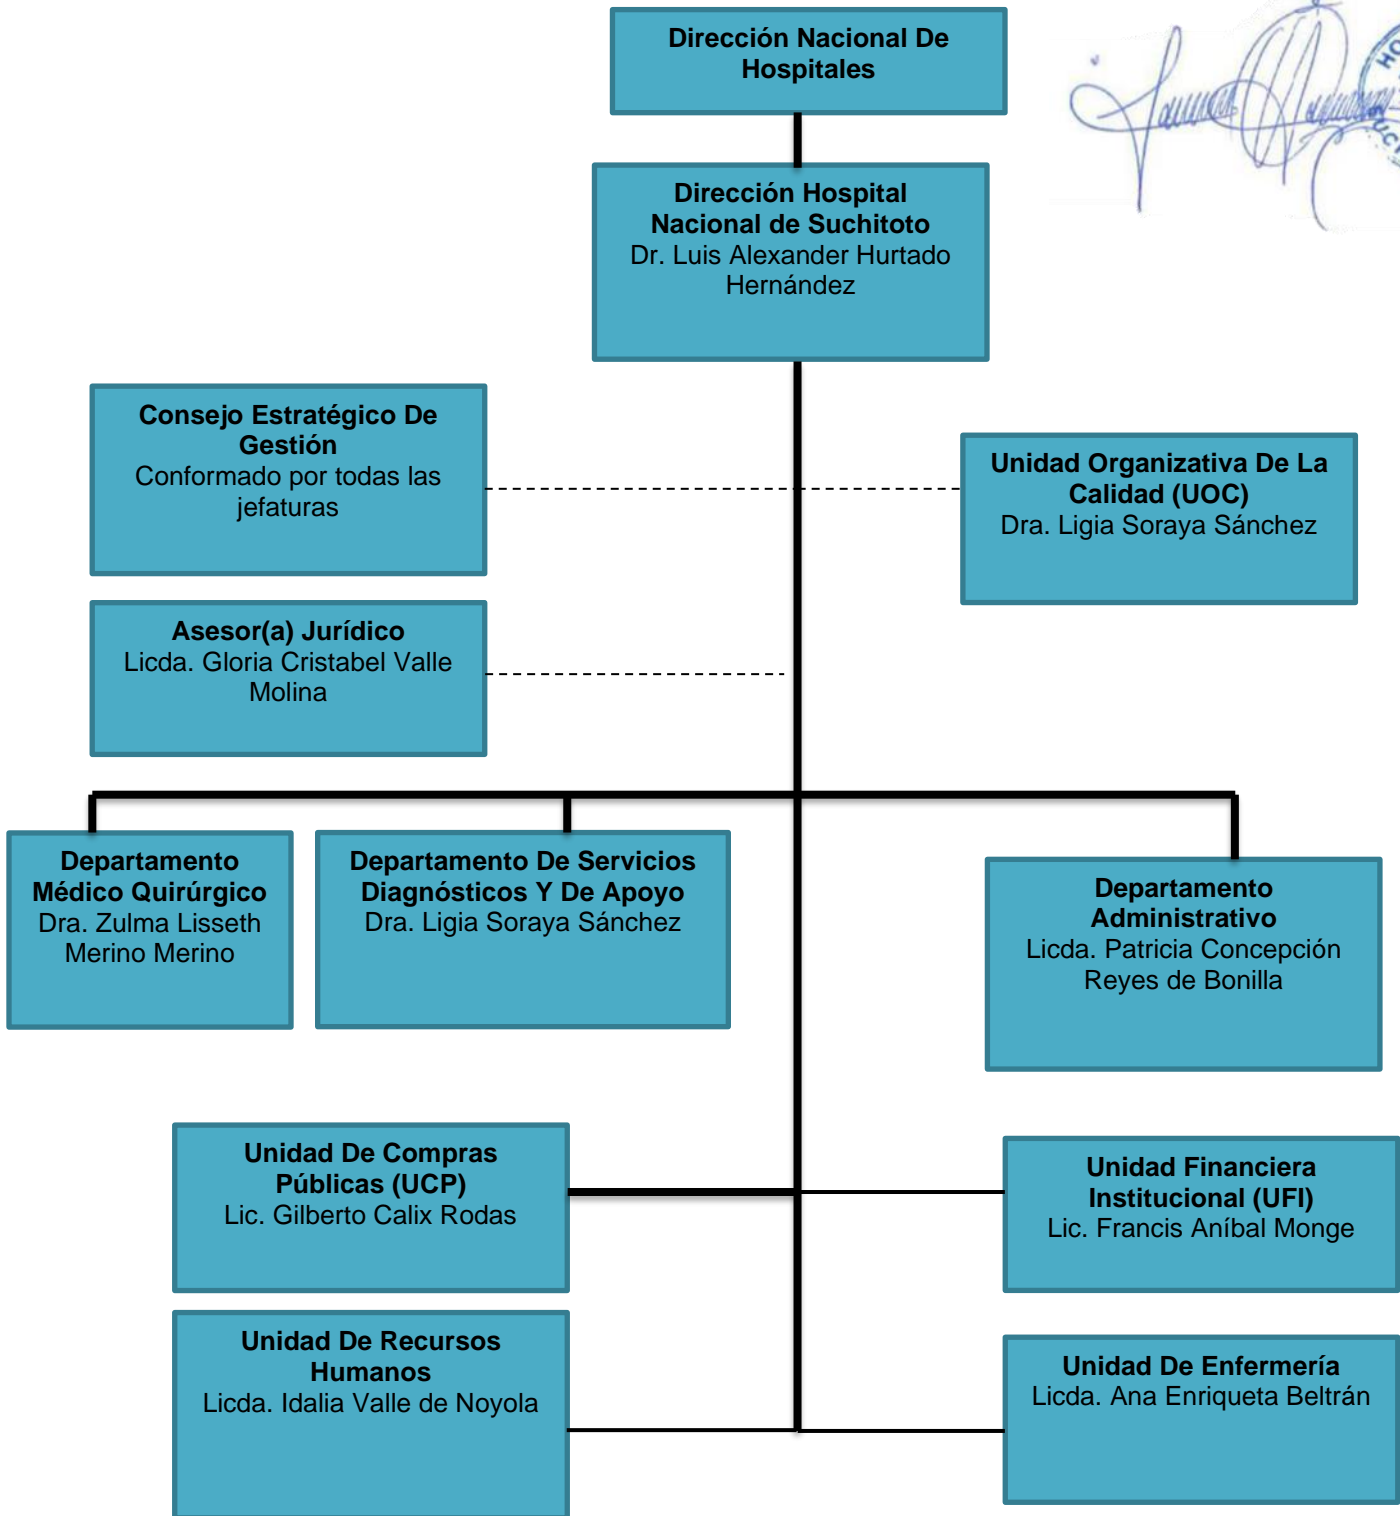 Dirección Nacional De
Hospitales
Dirección Hospital
Nacional de Suchitoto
Dr. Luis Alexander Hurtado
Hernández
Consejo Estratégico De
Gestión
Conformado por todas las
jefaturas
Unidad Organizativa De La
Calidad (UOC)
Dra. Ligia Soraya Sánchez
Asesor(a) Jurídico
Licda. Gloria Cristabel Valle
Molina
Departamento
Médico Quirúrgico
Dra. Zulma Lisseth
Merino Merino
Departamento De Servicios
Diagnósticos Y De Apoyo
Dra. Ligia Soraya Sánchez
Departamento
Administrativo
Licda. Patricia Concepción
Reyes de Bonilla
Unidad De Compras
Públicas (UCP)
Lic. Gilberto Calix Rodas
Unidad Financiera
Institucional (UFI)
Lic. Francis Aníbal Monge
Unidad De Recursos
Humanos
Licda. Idalia Valle de Noyola
Unidad De Enfermería
Licda. Ana Enriqueta Beltrán